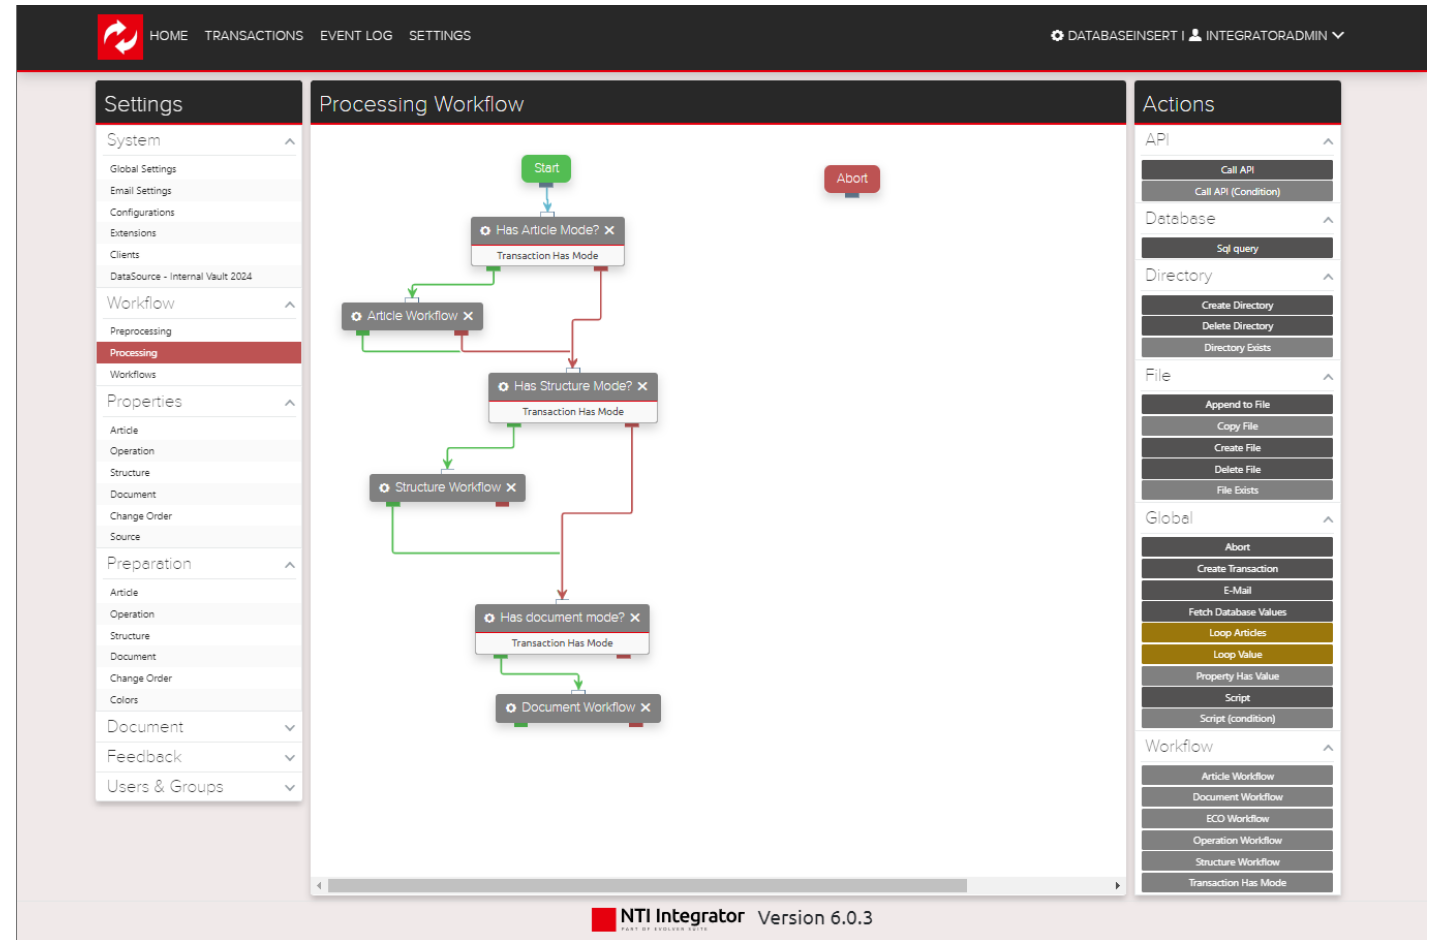 HOME TRANSACTIONS EVENT LOG SETTINGS
DATABASEINSERT | INTEGRATORADMIN
Settings
System
Global Settings
Email Settings
Configurations
Extensions
Clients
DataSource - Internal Vault 2024
Workflow
Preprocessing
Processing
Workflows
Properties
Article
Operation
Structure
Document
Change Order
Source
Preparation
Article
Operation
Structure
Document
Change Order
Colors
Document
Feedback
Users & Groups
Processing Workflow
Start
Abort
Has Article Mode?
Transaction Has Mode
Article Workflow
Has Structure Mode?
Transaction Has Mode
Structure Workflow
Has document mode?
Transaction Has Mode
Document Workflow
Actions
API
Call API
Call API (Condition)
Database
Sql query
Directory
Create Directory
Delete Directory
Directory Exists
File
Append to File
Copy File
Create File
Delete File
File Exists
Global
Abort
Create Transaction
E-Mail
Fetch Database Values
Loop Articles
Loop Value
Property Has Value
Script
Script (condition)
Workflow
Article Workflow
Document Workflow
ECO Workflow
Operation Workflow
Structure Workflow
Transaction Has Mode
NTI Integrator Version 6.0.3
PART OF EVOLVER SUITE